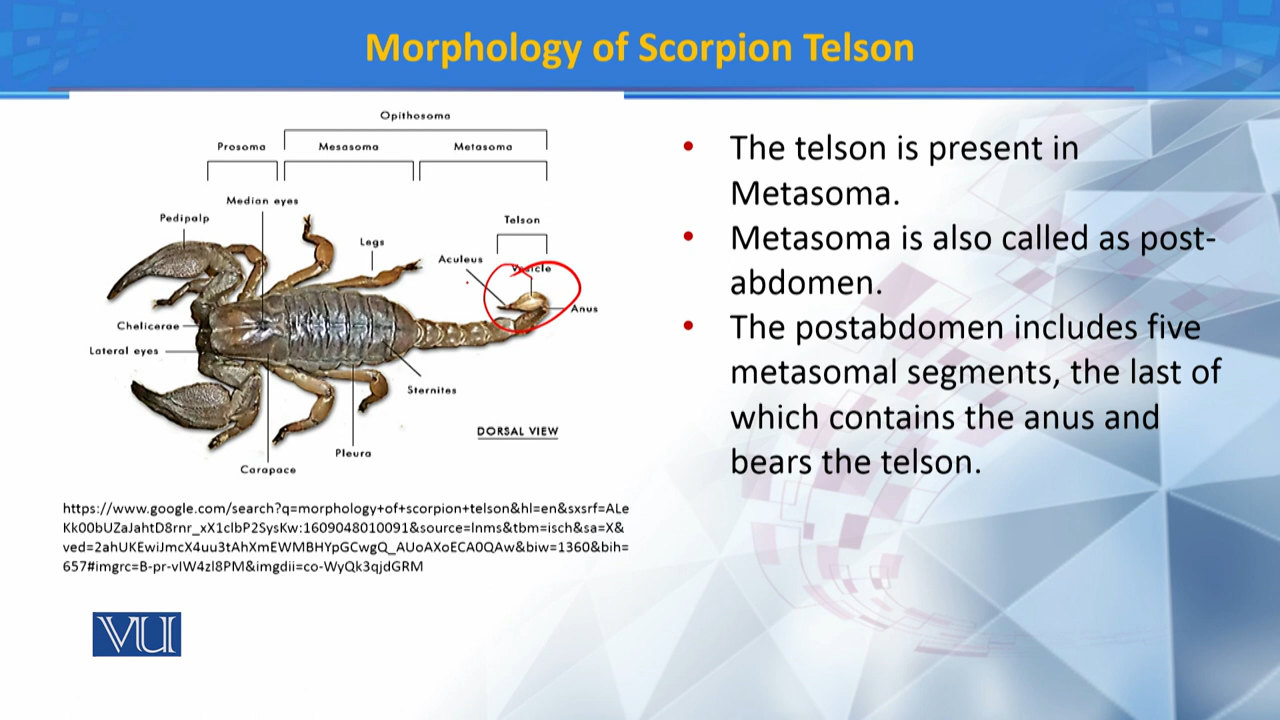 Morphology of Scorpion Telson
Opithosoma
Prosoma
Mesasoma
Metasoma
Median eyes
Pedipalp
Telson
Legs
Aculeus
Anus
Chelicerae
Lateral eyes
Sternites
DORSAL VIEW
Pleura
Carapace
https://www.google.com/search?q=morphology+of+scorpion+telson&hl=en&sxsrf=ALe
Kk00bUZaJahtD8rnr_xX1clbP2SysKw:1609048010091&source=lnms&tbm=isch&sa=X&
ved=2ahUKEwiJmcX4uu3tAhXmEWMBHYpGCwgQ_AUoAXoECA0QAw&biw=1360&bih=
657#imgrc=B-pr-vIW4zl8PM&imgdii=co-WyQk3qjdGRM
VU
• The telson is present in
Metasoma.
• Metasoma is also called as post-
abdomen.
• The postabdomen includes five
metasomal segments, the last of
which contains the anus and
bears the telson.